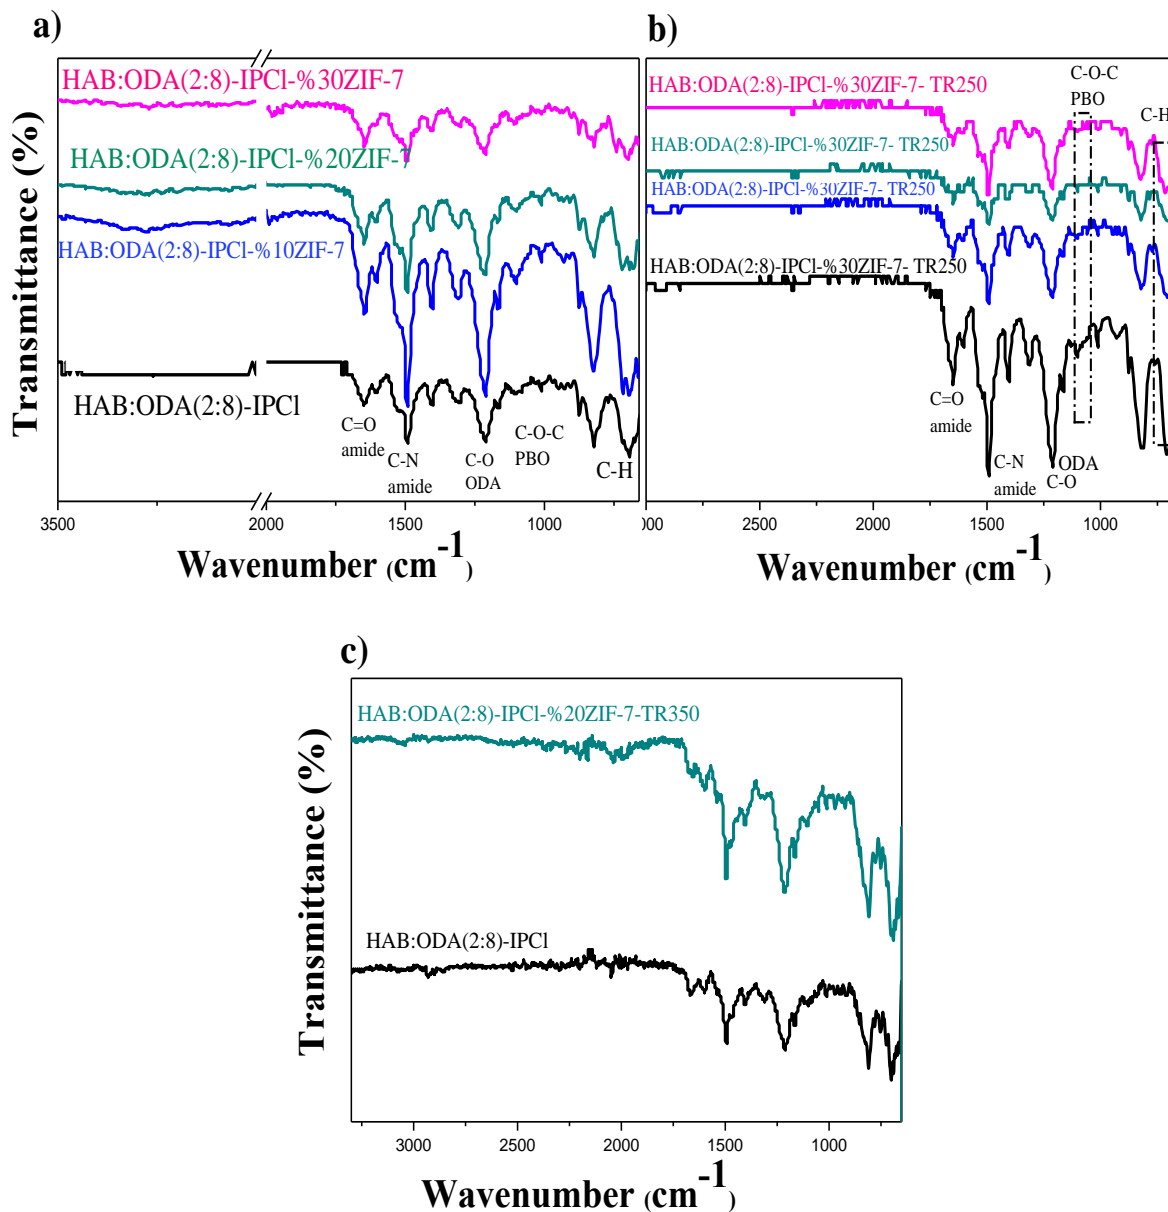 a)
HAB:ODA(2:8)-IPCl-%30ZIF-7
HAB:ODA(2:8)-IPCl-%20ZIF-7
HAB:ODA(2:8)-IPCl-%10ZIF-7
HAB:ODA(2:8)-IPCl
C=O
amide
C-N
amide
C-O
ODA
C-O-C
PBO
C-H
Transmittance (%)
3500
2000
1500
1000
Wavenumber (cm-1)
b)
HAB:ODA(2:8)-IPCl-%30ZIF-7- TR250
HAB:ODA(2:8)-IPCl-%30ZIF-7- TR250
HAB:ODA(2:8)-IPCl-%30ZIF-7- TR250
HAB:ODA(2:8)-IPCl-%30ZIF-7- TR250
C-O-C
PBO
C-H
C=O
amide
C-N
amide
ODA
C-O
000
2500
2000
1500
1000
Wavenumber (cm-1)
c)
HAB:ODA(2:8)-IPCl-%20ZIF-7-TR350
HAB:ODA(2:8)-IPCl
Transmittance (%)
3000
2500
2000
1500
1000
Wavenumber (cm-1)